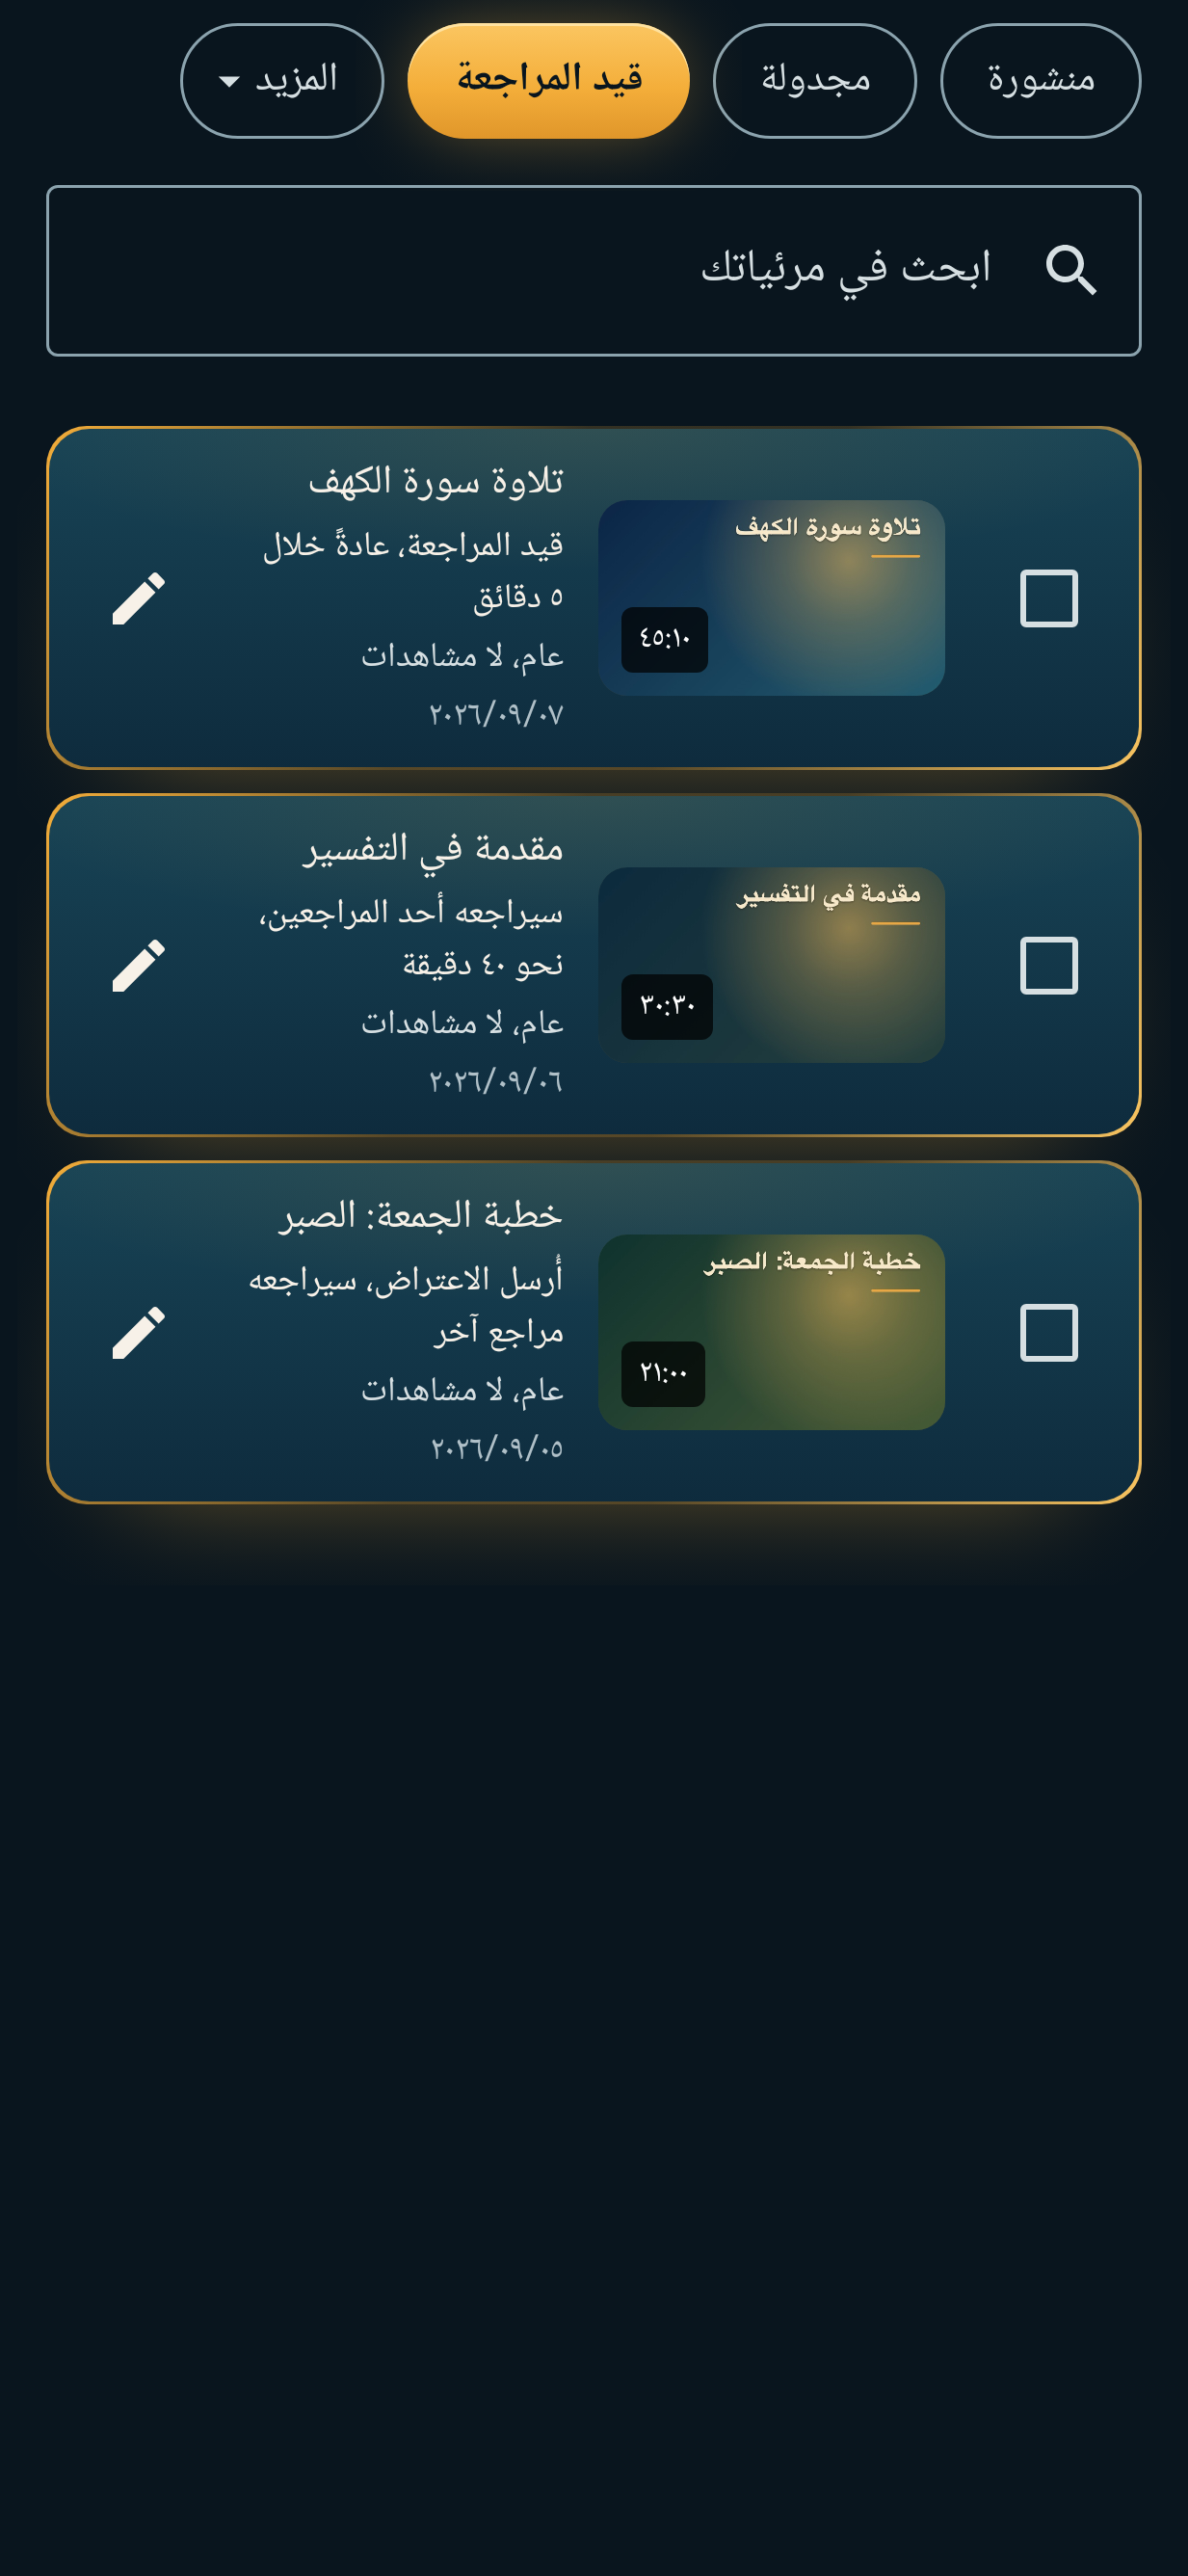 منشورة
مجدولة
قيد المراجعة
المزيد
ابحث في مرئياتك
تلاوة سورة الكهف
٤٥:١٠
تلاوة سورة الكهف
قيد المراجعة، عادةً خلال
٥ دقائق
عام، لا مشاهدات
٢٠٢٦/٠٩/٠٧
مقدمة في التفسير
٣٠:٣٠
مقدمة في التفسير
سيراجعه أحد المراجعين،
نحو ٤٠ دقيقة
عام، لا مشاهدات
٢٠٢٦/٠٩/٠٦
خطبة الجمعة: الصبر
٢١:٠٠
خطبة الجمعة: الصبر
أُرسل الاعتراض، سيراجعه
مراجع آخر
عام، لا مشاهدات
٢٠٢٦/٠٩/٠٥